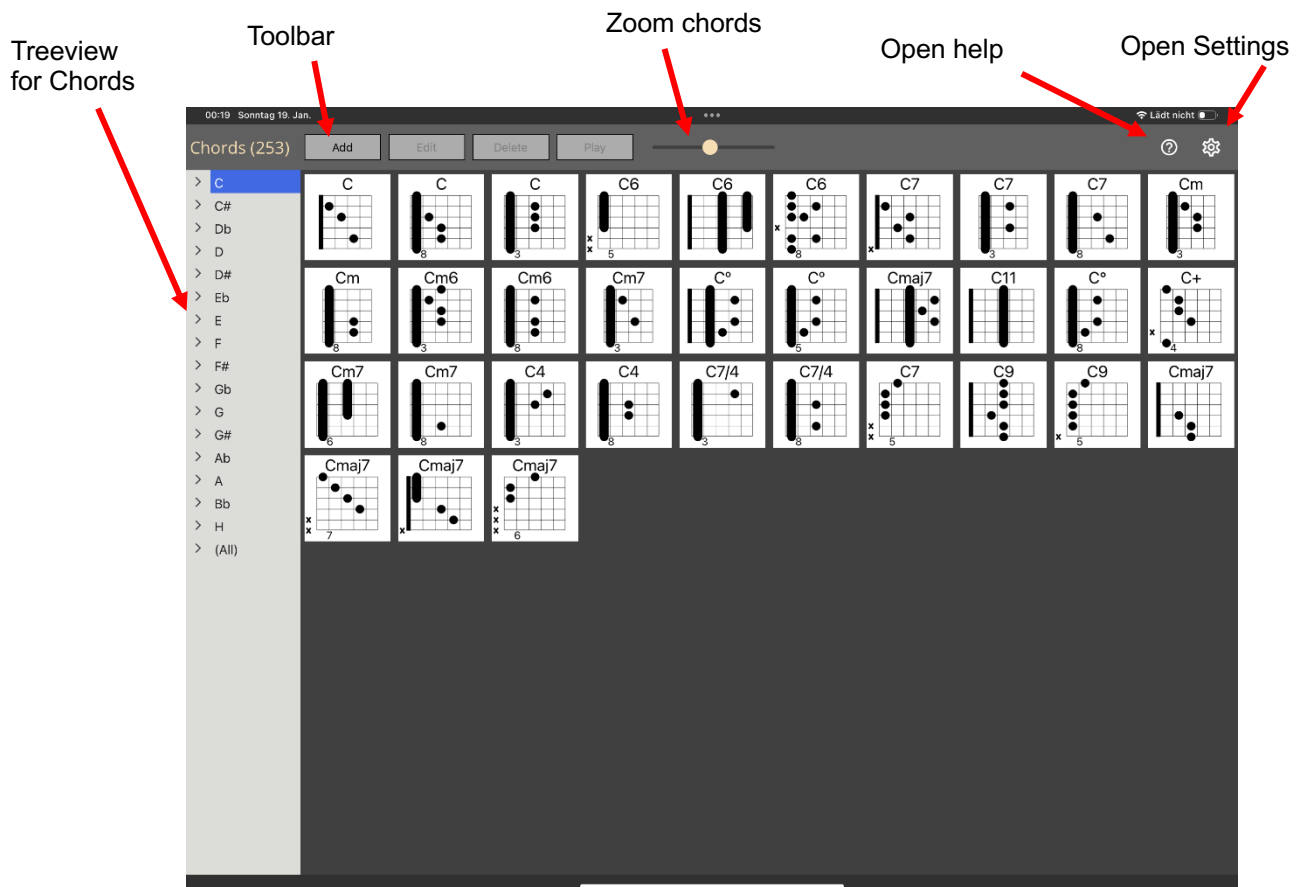 Treeview
for Chords
Toolbar
Zoom chords
Open help
Open Settings
00:19 Sonntag 19. Jan.
Lädt nicht
Chords (253)
Add
Edit
Delete
Play
C
C#
Db
D
D#
Eb
E
F
F#
Gb
G
G#
Ab
A
Bb
H
(All)
C C C C6 C6 C6 C7 C7 C7 Cm
x
x
x
x
8 3 5 8 3 8 3
Cm Cm6 Cm6 Cm7 C° C° Cmaj7 C11 C° C+
x
8 3 8 3 5 8 4
Cm7 Cm7 C4 C4 C7/4 C7/4 C7 C9 C9 Cmaj7
x
x
x
6 8 3 8 3 8 5 5
Cmaj7 Cmaj7 Cmaj7
x
x
x
x
x
x
7 6